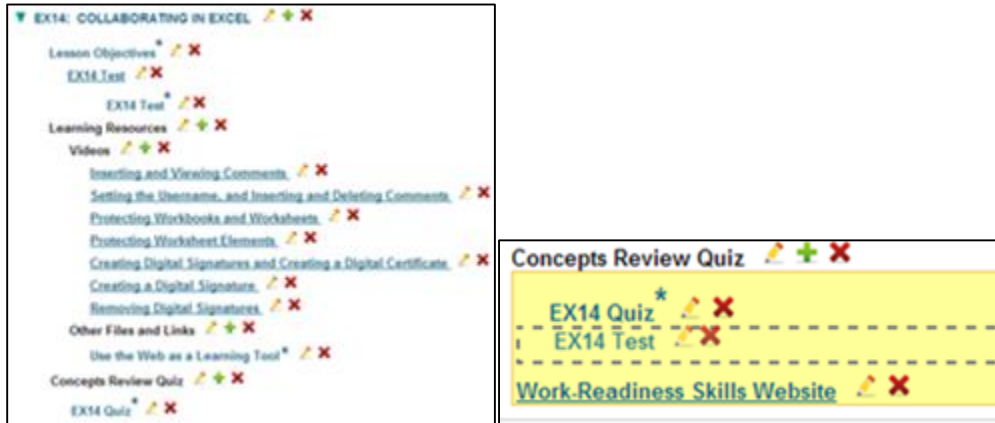 EX14: COLLABORATING IN EXCEL
Lesson Objectives*
EX14 Test
EX14 Test*
Learning Resources
Videos
Inserting and Viewing Comments
Setting the Username, and Inserting and Deleting Comments
Protecting Workbooks and Worksheets
Protecting Worksheet Elements
Creating Digital Signatures and Creating a Digital Certificate
Creating a Digital Signature
Removing Digital Signatures
Other Files and Links
Use the Web as a Learning Tool*
Concepts Review Quiz
EX14 Quiz*
Concepts Review Quiz
EX14 Quiz*
EX14 Test
Work-Readiness Skills Website